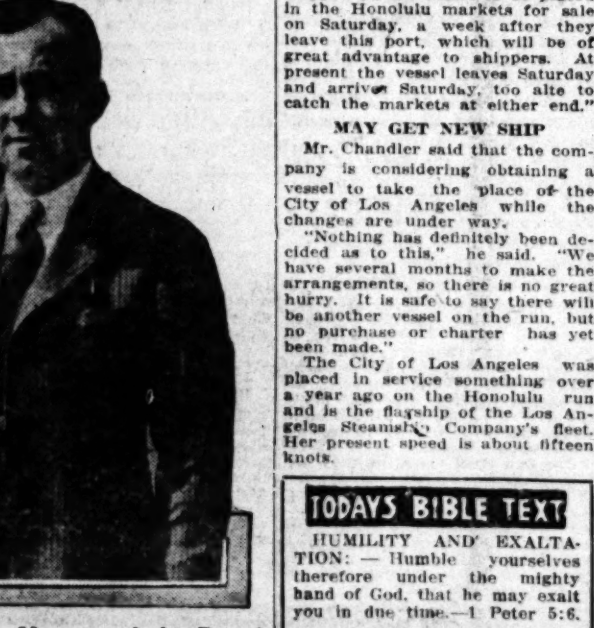 in the Honolulu markets for sale
on Saturday, a week after they
leave this port, which will be of
great advantage to shippers. At
present the vessel leaves Saturday
and arrives Saturday, too alte to
catch the markets at either end."
MAY GET NEW SHIP
Mr. Chandler said that the com-
pany is considering obtaining a
vessel to take the place of the
City of Los Angeles while the
changes are under way.
"Nothing has definitely been de-
cided as to this," he said. "We
have several months to make the
arrangements, so there is no great
hurry. It is safe to say there will
be another vessel on the run, but
no purchase or charter has yet
been made."
The City of Los Angeles was
placed in service something over
a year ago on the Honolulu run
and is the flagship of the Los An-
geles Steamship Company's fleet.
Her present speed is about fifteen
knots.
TODAYS BIBLE TEXT
HUMILITY AND EXALTA-
TION: — Humble yourselves
therefore under the mighty
hand of God, that he may exalt
you in due time.—1 Peter 5:6.